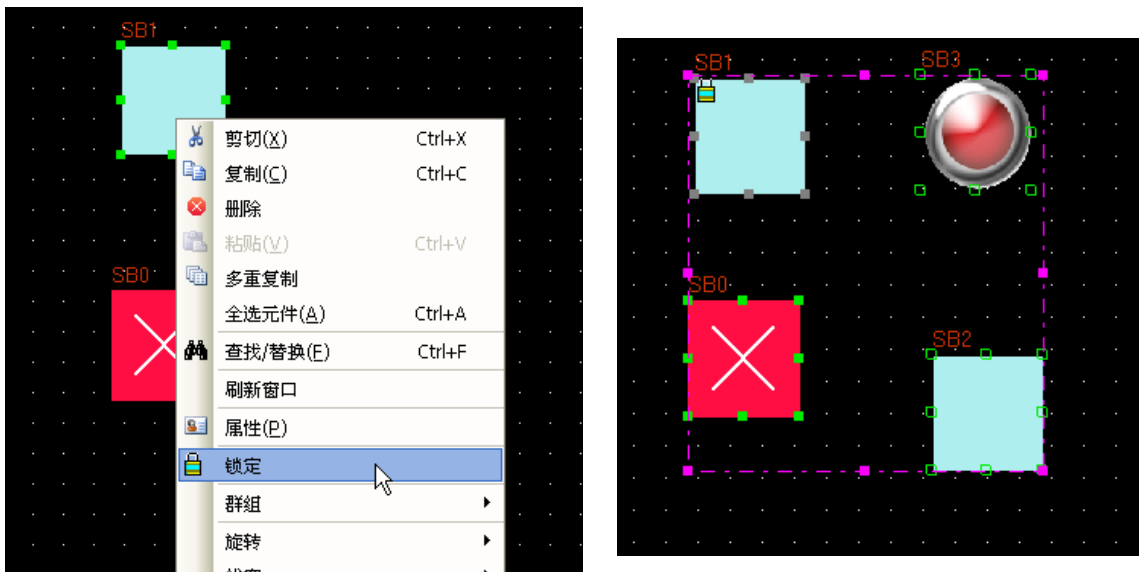 SB1
剪切(X) Ctrl+X
复制(C) Ctrl+C
删除
粘贴(V) Ctrl+V
多重复制
全选元件(A) Ctrl+A
查找/替换(F) Ctrl+F
刷新窗口
属性(P)
锁定
群组
旋转
SB0
SB1
SB3
SB0
SB2